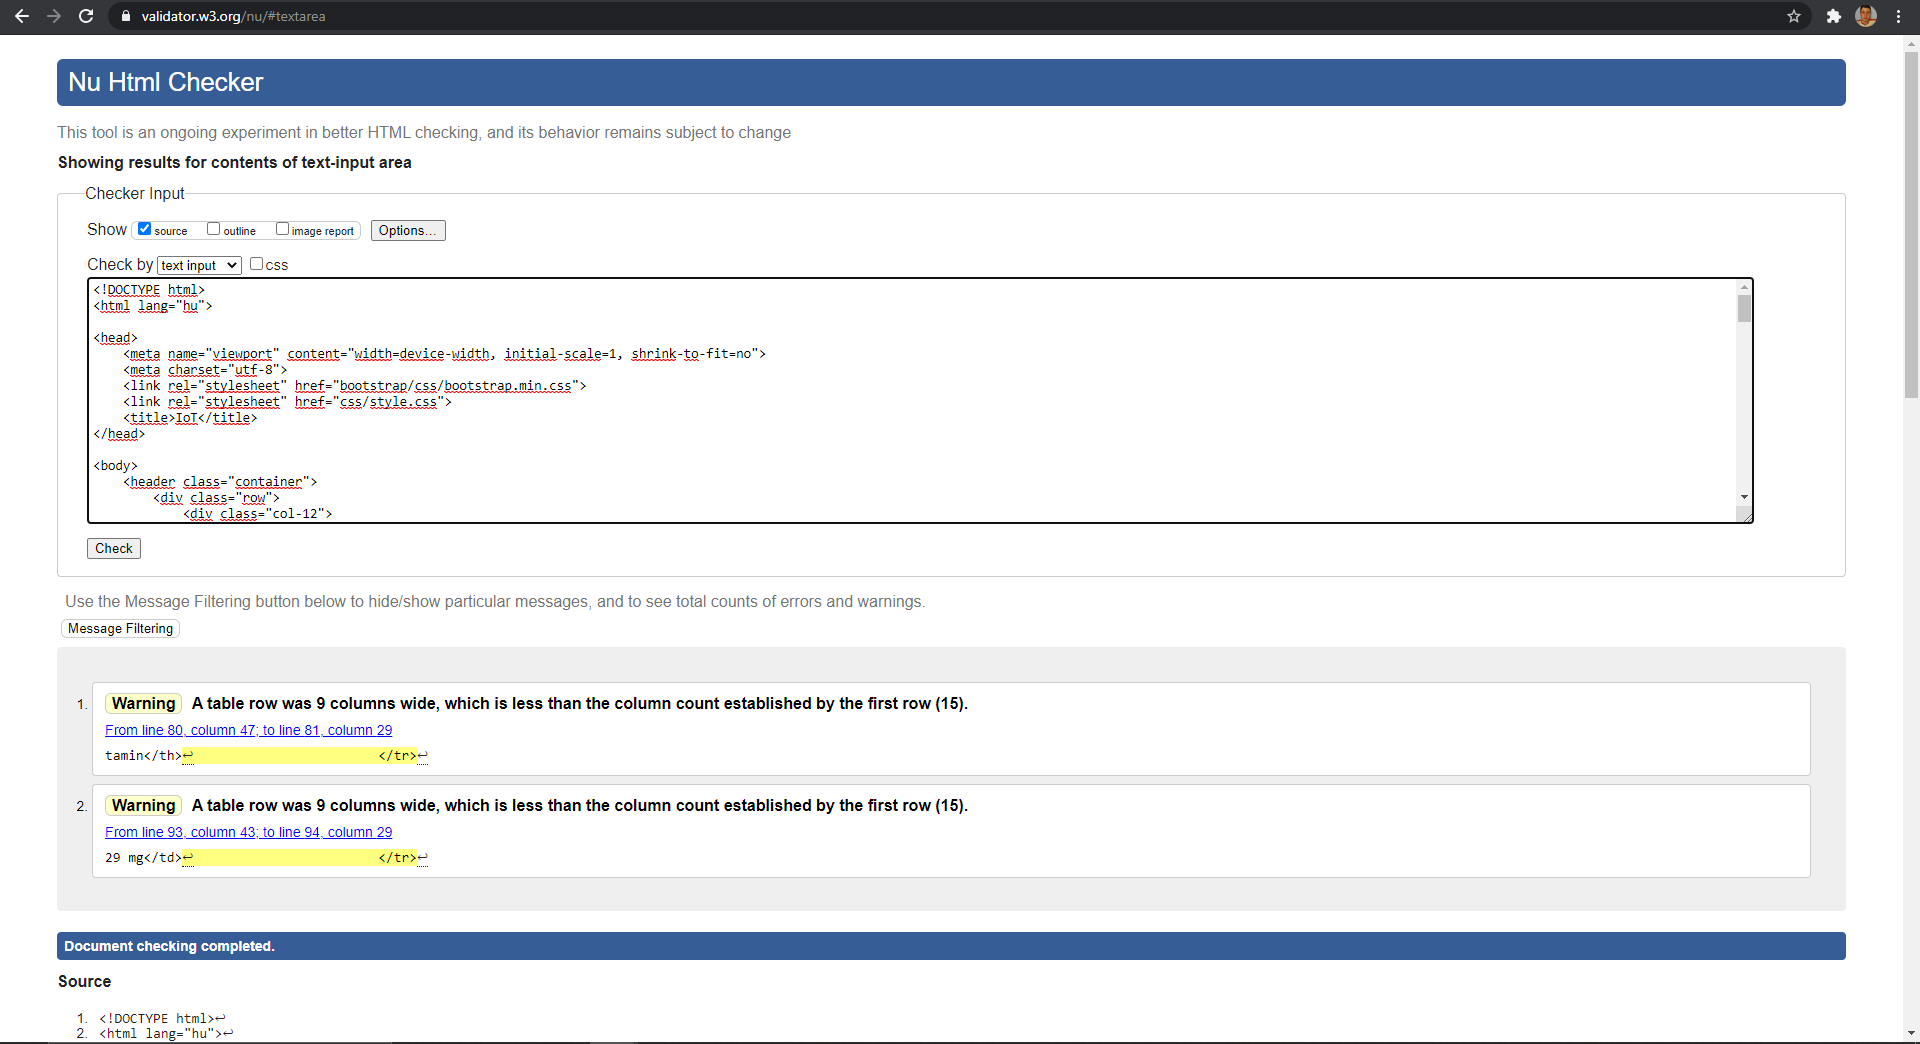 validator.w3.org/nu/#textarea
Nu Html Checker
This tool is an ongoing experiment in better HTML checking, and its behavior remains subject to change
Showing results for contents of text-input area
Checker Input
Show source outline image report Options...
Check by text input css
<!DOCTYPE html>
<html lang="hu">
<head>
<meta name="viewport" content="width=device-width, initial-scale=1, shrink-to-fit=no">
<meta charset="utf-8">
<link rel="stylesheet" href="bootstrap/css/bootstrap.min.css">
<link rel="stylesheet" href="css/style.css">
<title>IoT</title>
</head>
<body>
<header class="container">
<div class="row">
<div class="col-12">
Check
Use the Message Filtering button below to hide/show particular messages, and to see total counts of errors and warnings.
Message Filtering
1. Warning A table row was 9 columns wide, which is less than the column count established by the first row (15).
From line 80, column 47; to line 81, column 29
tamin</th>↩ </tr>↩
2. Warning A table row was 9 columns wide, which is less than the column count established by the first row (15).
From line 93, column 43; to line 94, column 29
29 mg</td>↩ </tr>↩
Document checking completed.
Source
1. <!DOCTYPE html>↩
2. <html lang="hu">↩